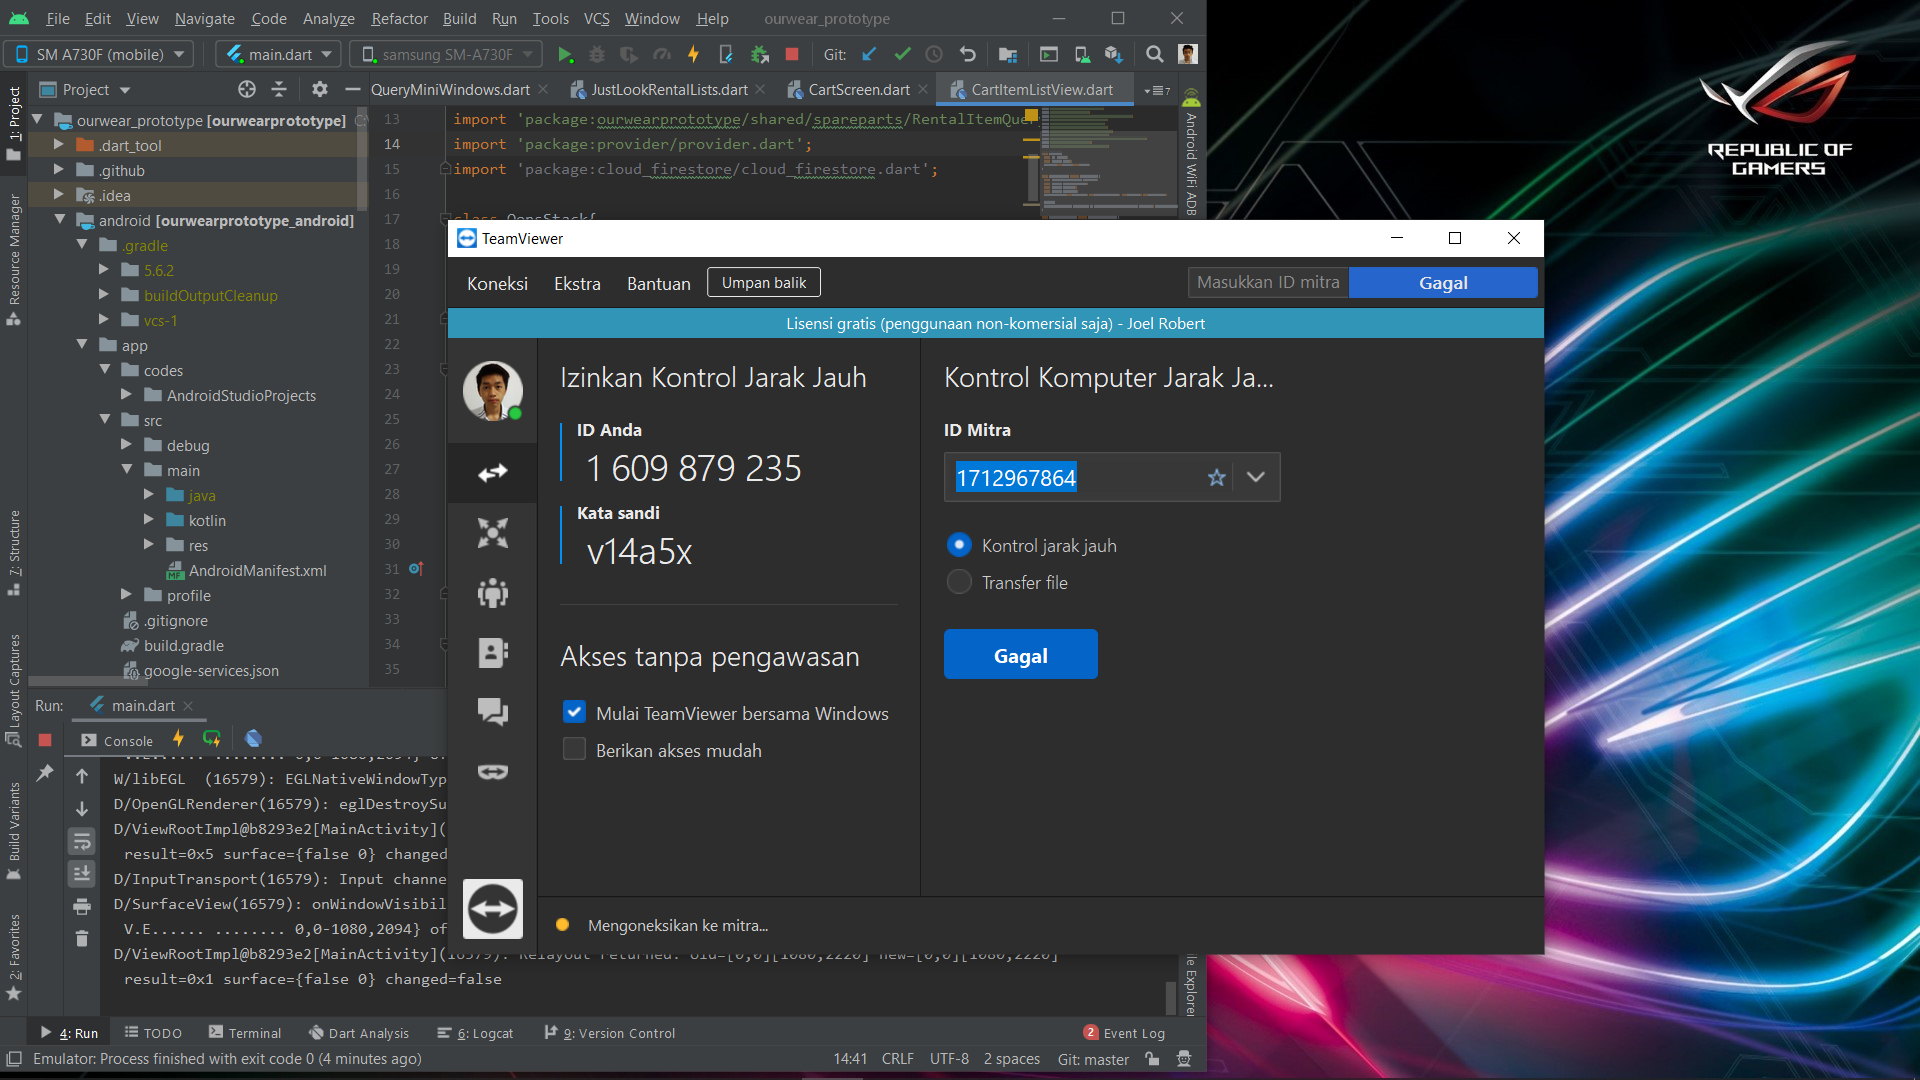 File Edit View Navigate Code Analyze Refactor Build Run Tools VCS Window Help ourwear_prototype
SM A730F (mobile) main.dart samsung SM-A730F Git:
Project QueryMiniWindows.dart JustLookRentalLists.dart CartScreen.dart CartItemListView.dart
1: Project
Resource Manager
7: Structure
Layout Captures
Build Variants
2: Favorites
ourwear_prototype [ourwearprototype]
.dart_tool
.github
.idea
android [ourwearprototype_android]
.gradle
5.6.2
buildOutputCleanup
vcs-1
app
codes
AndroidStudioProjects
src
debug
main
java
kotlin
res
AndroidManifest.xml
profile
.gitignore
build.gradle
google-services.json
13 import 'package:ourwearprototype/shared/spareparts/RentalItemQue
14 import 'package:provider/provider.dart';
15 import 'package:cloud_firestore/cloud_firestore.dart';
16
17
18
19
20
21
22
23
24
25
26
27
28
29
30
31
32
33
34
35
Android WiFi ADB
TeamViewer
Koneksi Ekstra Bantuan Umpan balik Masukkan ID mitra Gagal
Lisensi gratis (penggunaan non-komersial saja) - Joel Robert
Izinkan Kontrol Jarak Jauh
ID Anda
1 609 879 235
Kata sandi
v14a5x
Akses tanpa pengawasan
Mulai TeamViewer bersama Windows
Berikan akses mudah
Kontrol Komputer Jarak Ja...
ID Mitra
1712967864
Kontrol jarak jauh
Transfer file
Gagal
Mengoneksikan ke mitra...
Run: main.dart
Console
W/libEGL (16579): EGLNativeWindowTyp
D/OpenGLRenderer(16579): eglDestroySu
D/ViewRootImpl@b8293e2[MainActivity](
result=0x5 surface={false 0} changed
D/InputTransport(16579): Input channe
D/SurfaceView(16579): onWindowVisibil
V.E...... ........ 0,0-1080,2094} of
D/ViewRootImpl@b8293e2[MainActivity](16579): Relayout returned: old=[0,0][1080,2220] new=[0,0][1080,2220]
result=0x1 surface={false 0} changed=false
4: Run TODO Terminal Dart Analysis 6: Logcat 9: Version Control 2 Event Log
Emulator: Process finished with exit code 0 (4 minutes ago) 14:41 CRLF UTF-8 2 spaces Git: master
REPUBLIC OF
GAMERS